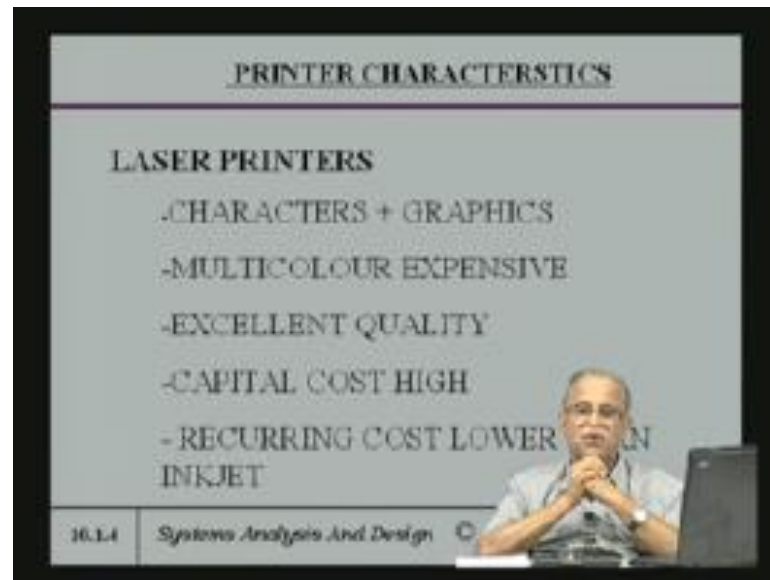 PRINTER CHARACTERSTICS
LASER PRINTERS
-CHARACTERS + GRAPHICS
-MULTICOLOUR EXPENSIVE
-EXCELLENT QUALITY
-CAPITAL COST HIGH
- RECURRING COST LOWER
INKJET
10.1.4 Systems Analysis And Design ©